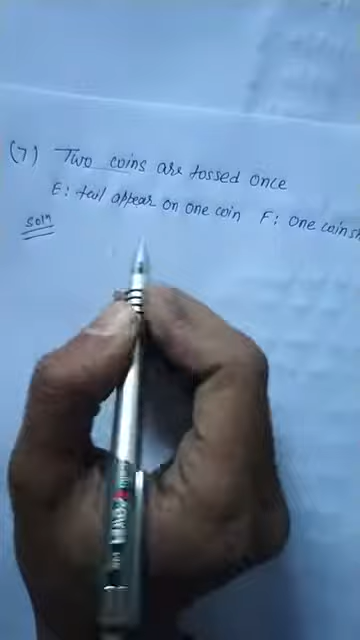 (7) Two coins are tossed once
E: tail appear on one coin F: one coin sh
Soln